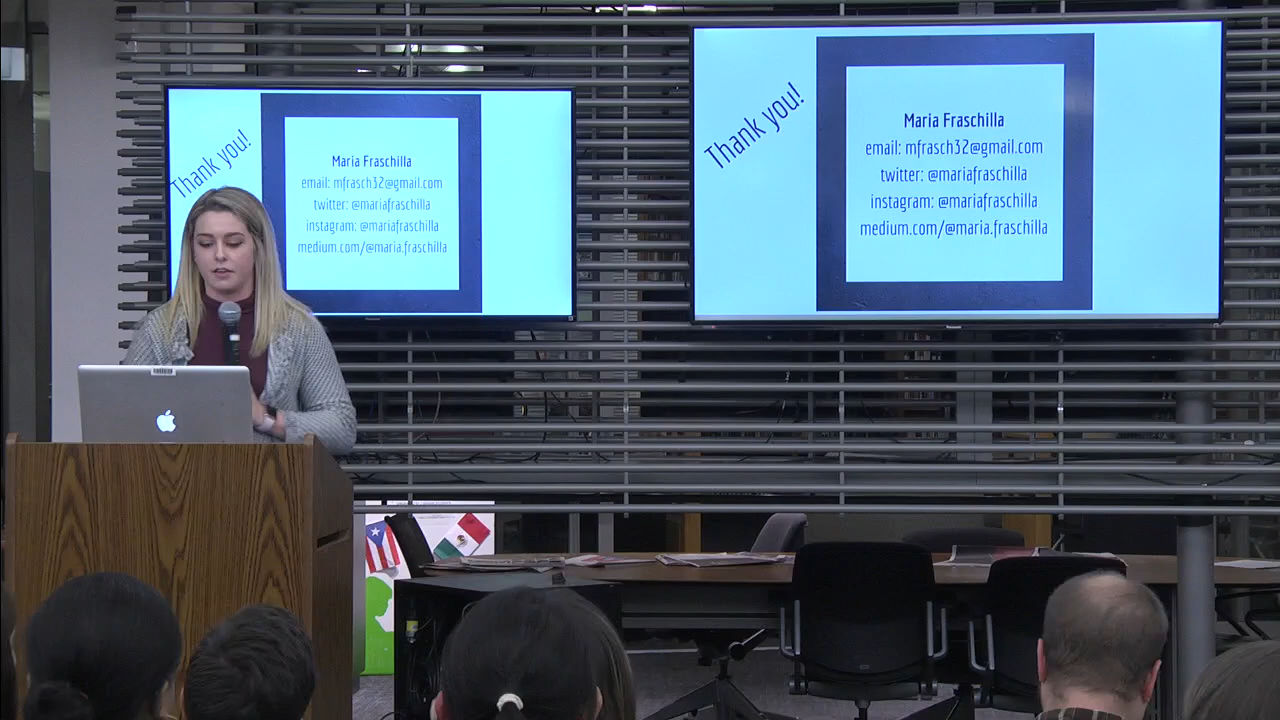 Thank you!
Maria Fraschilla
email: mfrasch32@gmail.com
twitter: @mariafraschilla
instagram: @mariafraschilla
medium.com/@maria.fraschilla
Thank you!
Maria Fraschilla
email: mfrasch32@gmail.com
twitter: @mariafraschilla
instagram: @mariafraschilla
medium.com/@maria.fraschilla
Panasonic